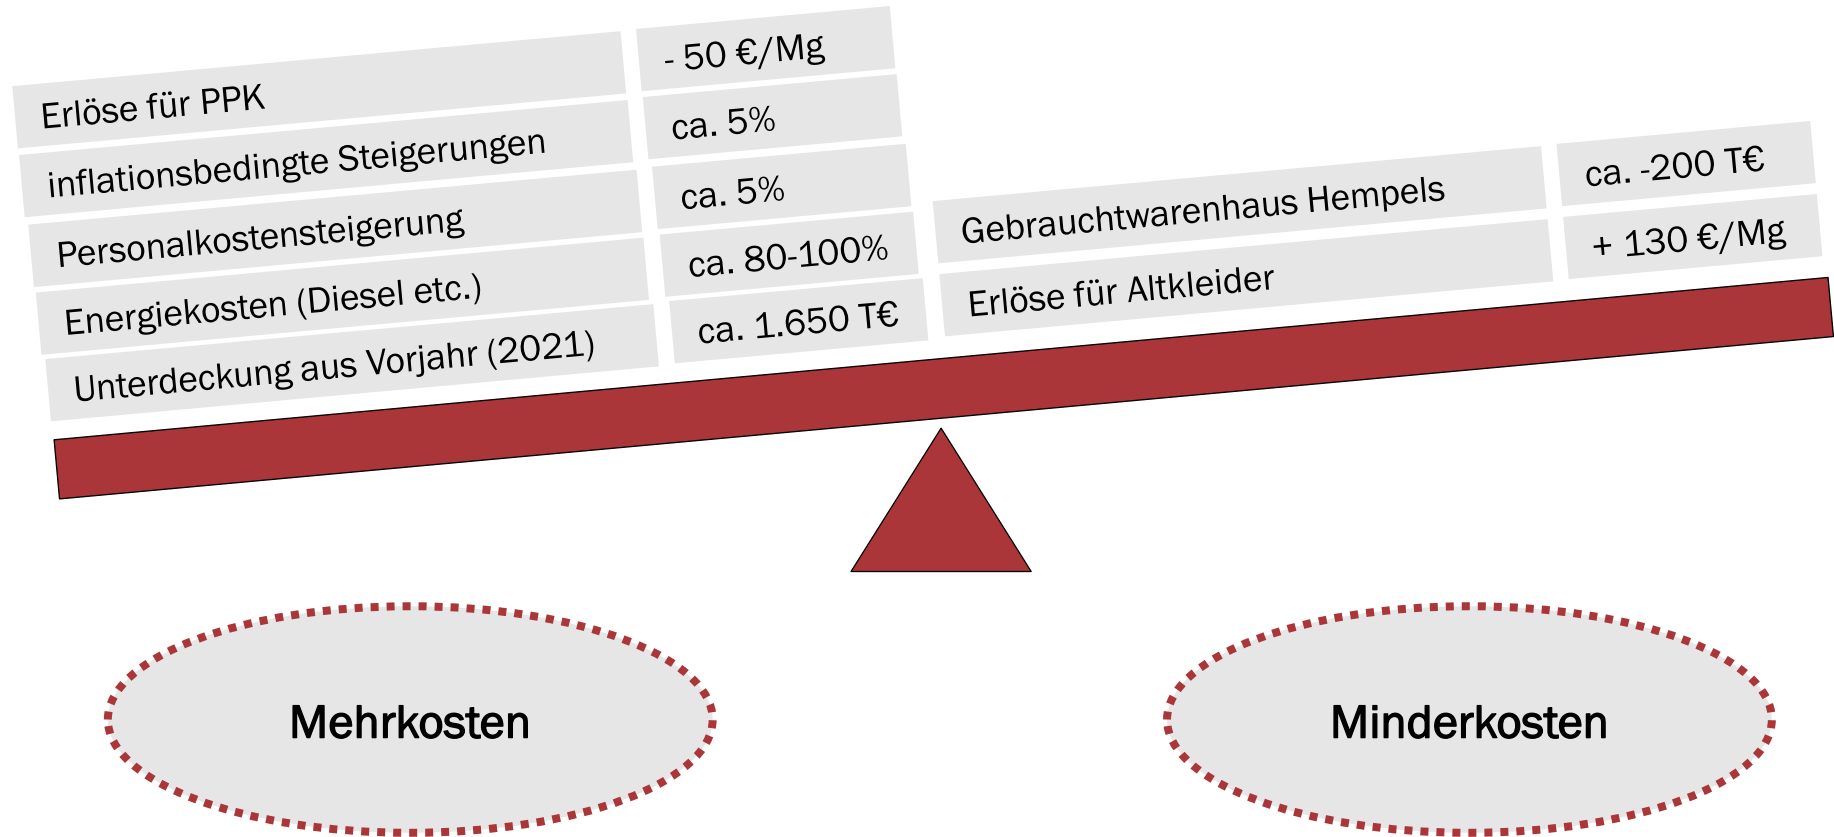 Erlöse für PPK - 50 €/Mg
inflationsbedingte Steigerungen ca. 5%
Personalkostensteigerung ca. 5%
Energiekosten (Diesel etc.) ca. 80-100%
Unterdeckung aus Vorjahr (2021) ca. 1.650 T€
Gebrauchtwarenhaus Hempels ca. -200 T€
Erlöse für Altkleider + 130 €/Mg
Mehrkosten
Minderkosten